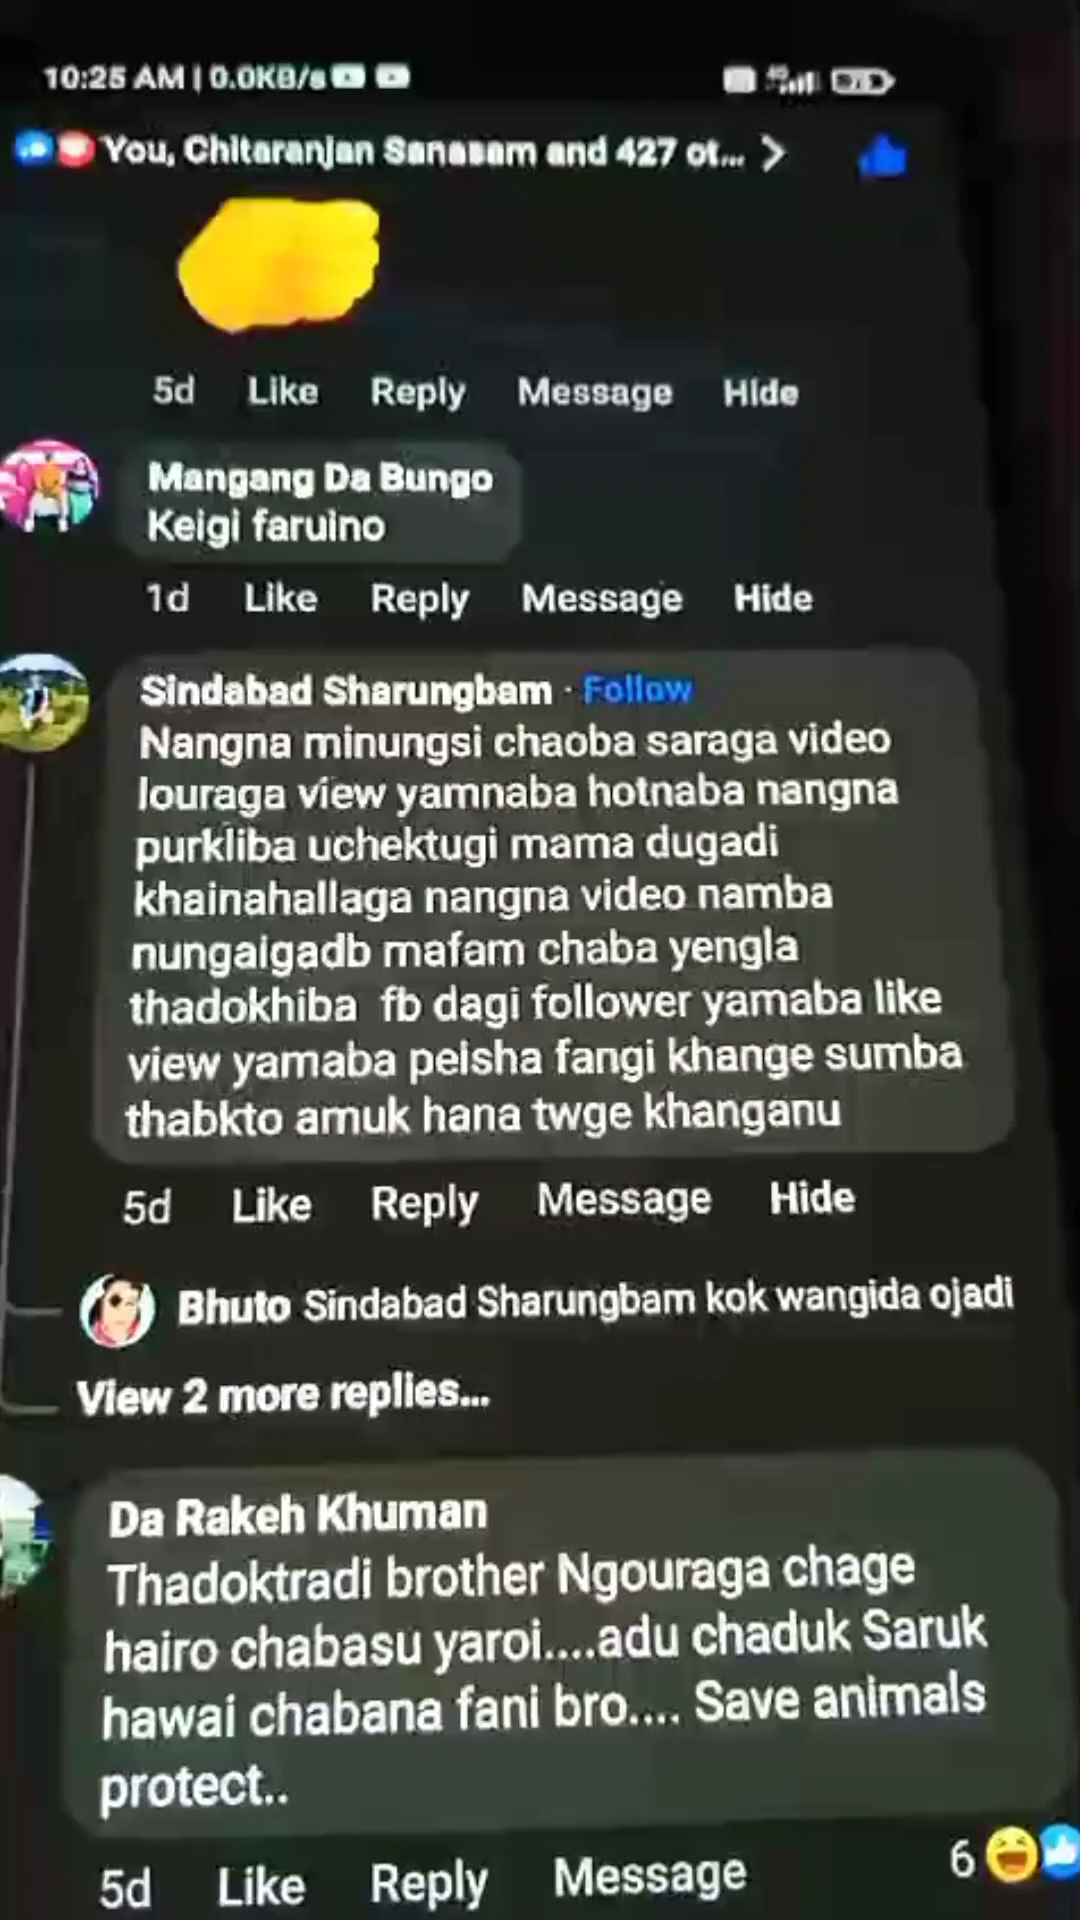 10:25 AM | 0.0KB/s
You, Chitaranjan Sanasam and 427 ot...
5d Like Reply Message Hide
Mangang Da Bungo
Keigi faruino
1d Like Reply Message Hide
Sindabad Sharungbam · Follow
Nangna minungsi chaoba saraga video
louraga view yamnaba hotnaba nangna
purkliba uchektugi mama dugadi
khainahallaga nangna video namba
nungaigadb mafam chaba yengla
thadokhiba fb dagi follower yamaba like
view yamaba peisha fangi khange sumba
thabkto amuk hana twge khanganu
5d Like Reply Message Hide
Bhuto Sindabad Sharungbam kok wangida ojadi
View 2 more replies...
Da Rakeh Khuman
Thadoktradi brother Ngouraga chage
hairo chabasu yaroi....adu chaduk Saruk
hawai chabana fani bro.... Save animals
protect..
5d Like Reply Message 6